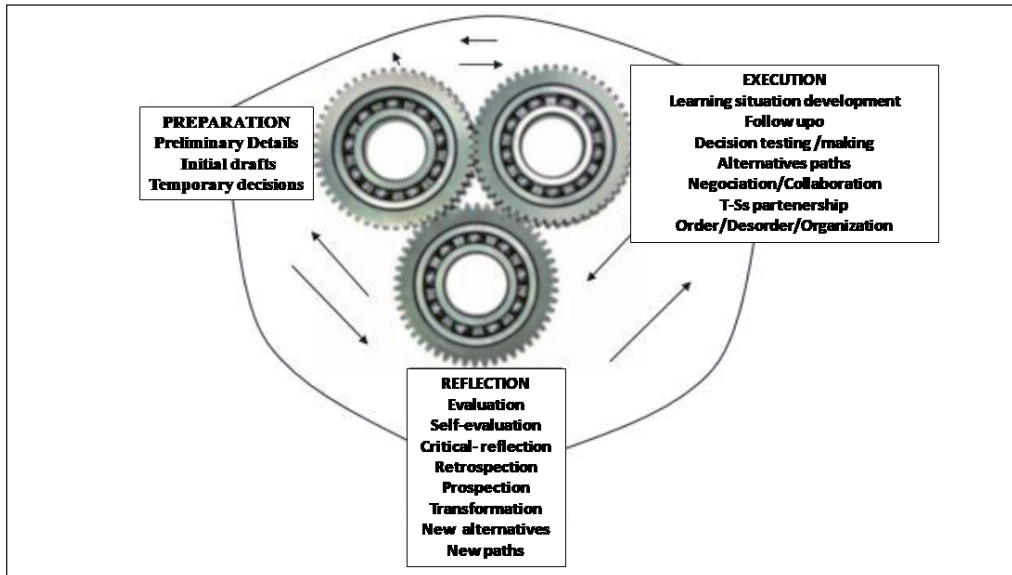 PREPARATION
Preliminary Details
Initial drafts
Temporary decisions
EXECUTION
Learning situation development
Follow upo
Decision testing /making
Alternatives paths
Negociation/Collaboration
T-Ss partenership
Order/Desorder/Organization
REFLECTION
Evaluation
Self-evaluation
Critical- reflection
Retrospection
Prospection
Transformation
New alternatives
New paths